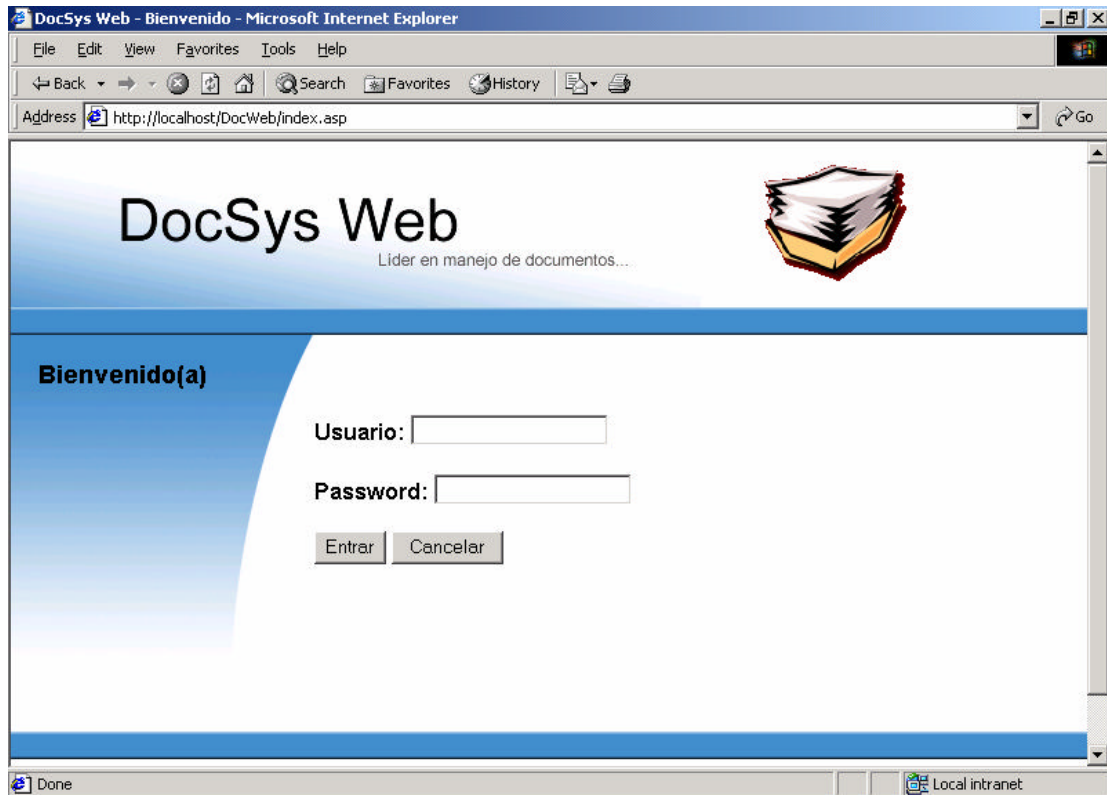 DocSys Web - Bienvenido - Microsoft Internet Explorer
File Edit View Favorites Tools Help
Back Search Favorites History
Address http://localhost/DocWeb/index.asp Go
DocSys Web
Lider en manejo de documentos...
Bienvenido(a)
Usuario:
Password:
Entrar Cancelar
Done Local intranet